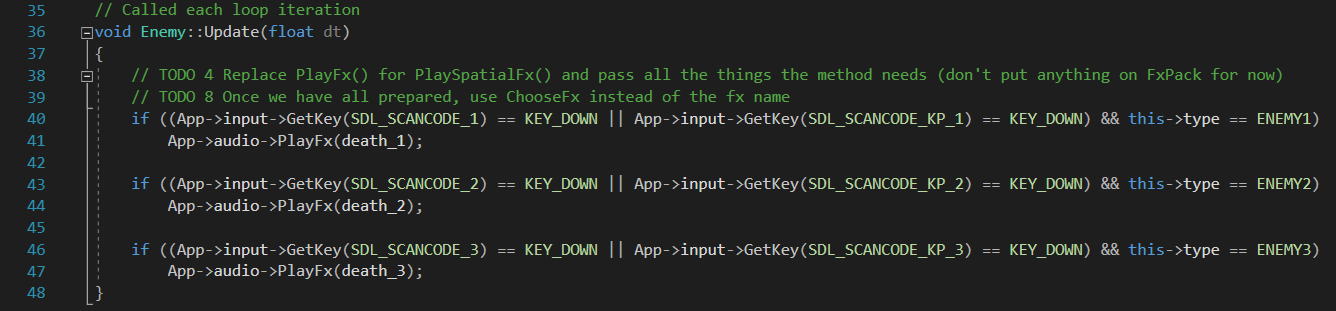 35 // Called each loop iteration
36 void Enemy::Update(float dt)
37 {
38 // TODO 4 Replace PlayFx() for PlaySpatialFx() and pass all the things the method needs (don't put anything on FxPack for now)
39 // TODO 8 Once we have all prepared, use ChooseFx instead of the fx name
40 if ((App->input->GetKey(SDL_SCANCODE_1) == KEY_DOWN || App->input->GetKey(SDL_SCANCODE_KP_1) == KEY_DOWN) && this->type == ENEMY1)
41 App->audio->PlayFx(death_1);
42
43 if ((App->input->GetKey(SDL_SCANCODE_2) == KEY_DOWN || App->input->GetKey(SDL_SCANCODE_KP_2) == KEY_DOWN) && this->type == ENEMY2)
44 App->audio->PlayFx(death_2);
45
46 if ((App->input->GetKey(SDL_SCANCODE_3) == KEY_DOWN || App->input->GetKey(SDL_SCANCODE_KP_3) == KEY_DOWN) && this->type == ENEMY3)
47 App->audio->PlayFx(death_3);
48 }